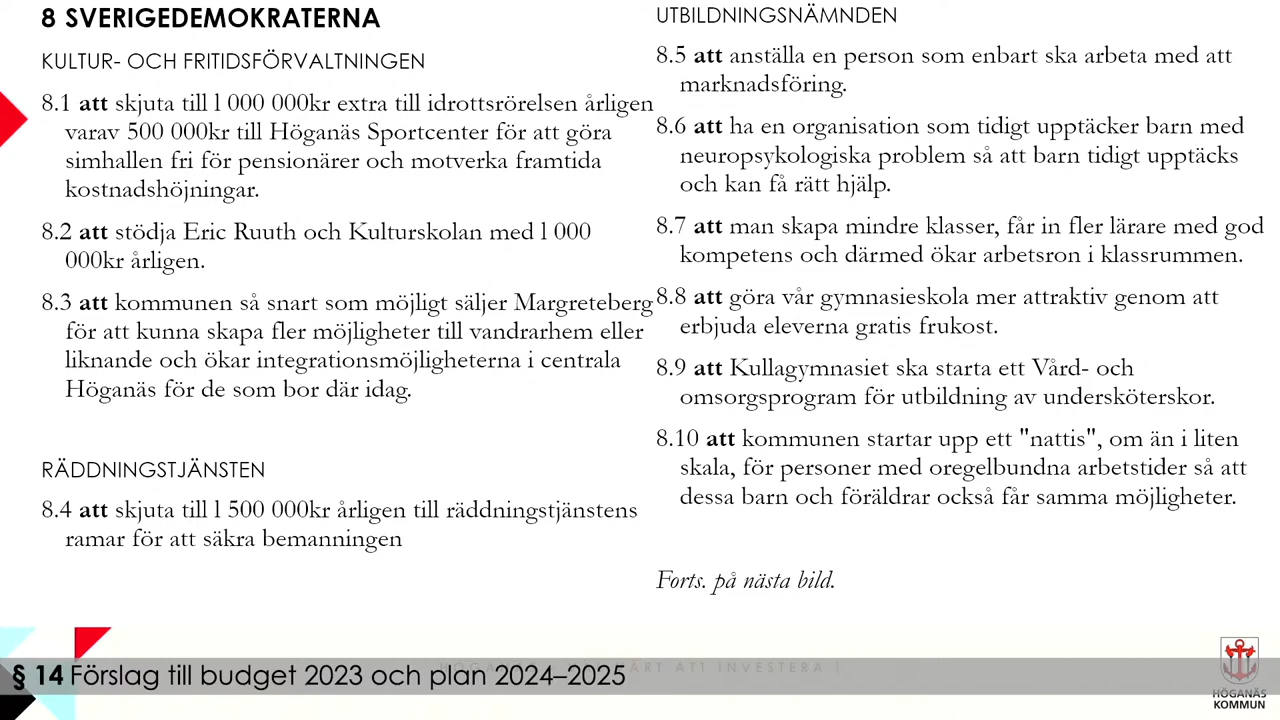 8 SVERIGEDEMOKRATERNA
KULTUR- OCH FRITIDSFÖRVALTNINGEN
8.1 att skjuta till 1 000 000kr extra till idrottsrörelsen årligen
varav 500 000kr till Höganäs Sportcenter för att göra
simhallen fri för pensionärer och motverka framtida
kostnadshöjningar.
8.2 att stödja Eric Ruuth och Kulturskolan med 1 000
000kr årligen.
8.3 att kommunen så snart som möjligt säljer Margreteberg
för att kunna skapa fler möjligheter till vandrarhem eller
liknande och ökar integrationsmöjligheterna i centrala
Höganäs för de som bor där idag.
RÄDDNINGSTJÄNSTEN
8.4 att skjuta till 1 500 000kr årligen till räddningstjänstens
ramar för att säkra bemanningen
UTBILDNINGSNÄMNDEN
8.5 att anställa en person som enbart ska arbeta med att
marknadsföring.
8.6 att ha en organisation som tidigt upptäcker barn med
neuropsykologiska problem så att barn tidigt upptäcks
och kan få rätt hjälp.
8.7 att man skapa mindre klasser, får in fler lärare med god
kompetens och därmed ökar arbetsron i klassrummen.
8.8 att göra vår gymnasieskola mer attraktiv genom att
erbjuda eleverna gratis frukost.
8.9 att Kullagymnasiet ska starta ett Vård- och
omsorgsprogram för utbildning av undersköterskor.
8.10 att kommunen startar upp ett "nattis", om än i liten
skala, för personer med oregelbundna arbetstider så att
dessa barn och föräldrar också får samma möjligheter.
Forts. på nästa bild.
ATT INVESTERA I
§ 14 Förslag till budget 2023 och plan 2024–2025
HÖGANÄS
KOMMUN